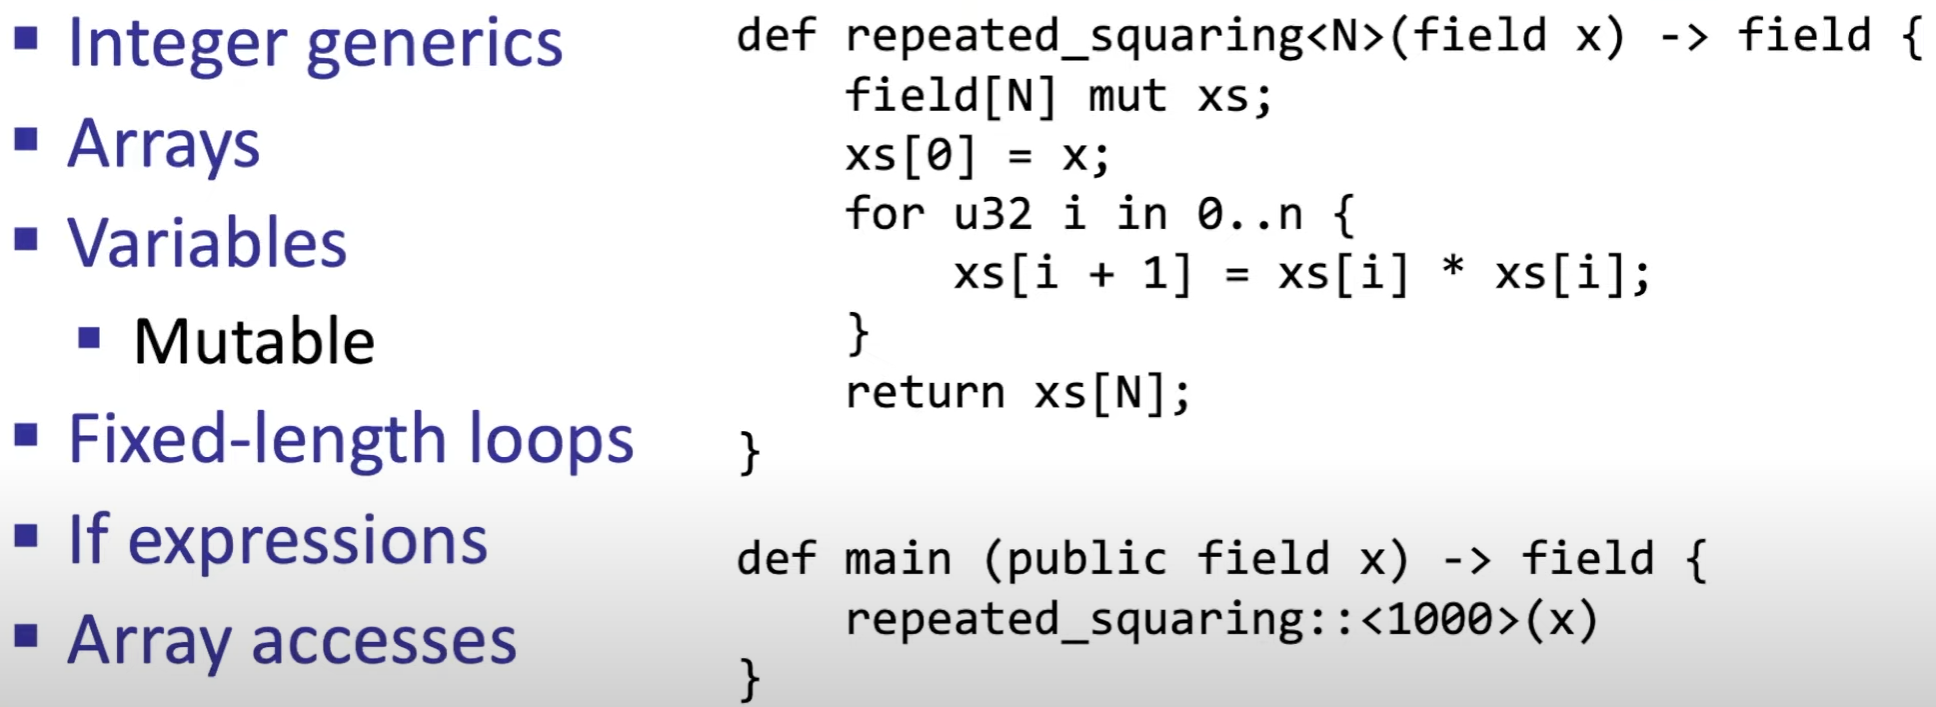 Integer generics
Arrays
Variables
Mutable
Fixed-length loops
If expressions
Array accesses
def repeated_squaring<N>(field x) -> field {
    field[N] mut xs;
    xs[0] = x;
    for u32 i in 0..n {
        xs[i + 1] = xs[i] * xs[i];
    }
    return xs[N];
}
def main (public field x) -> field {
    repeated_squaring::<1000>(x)
}